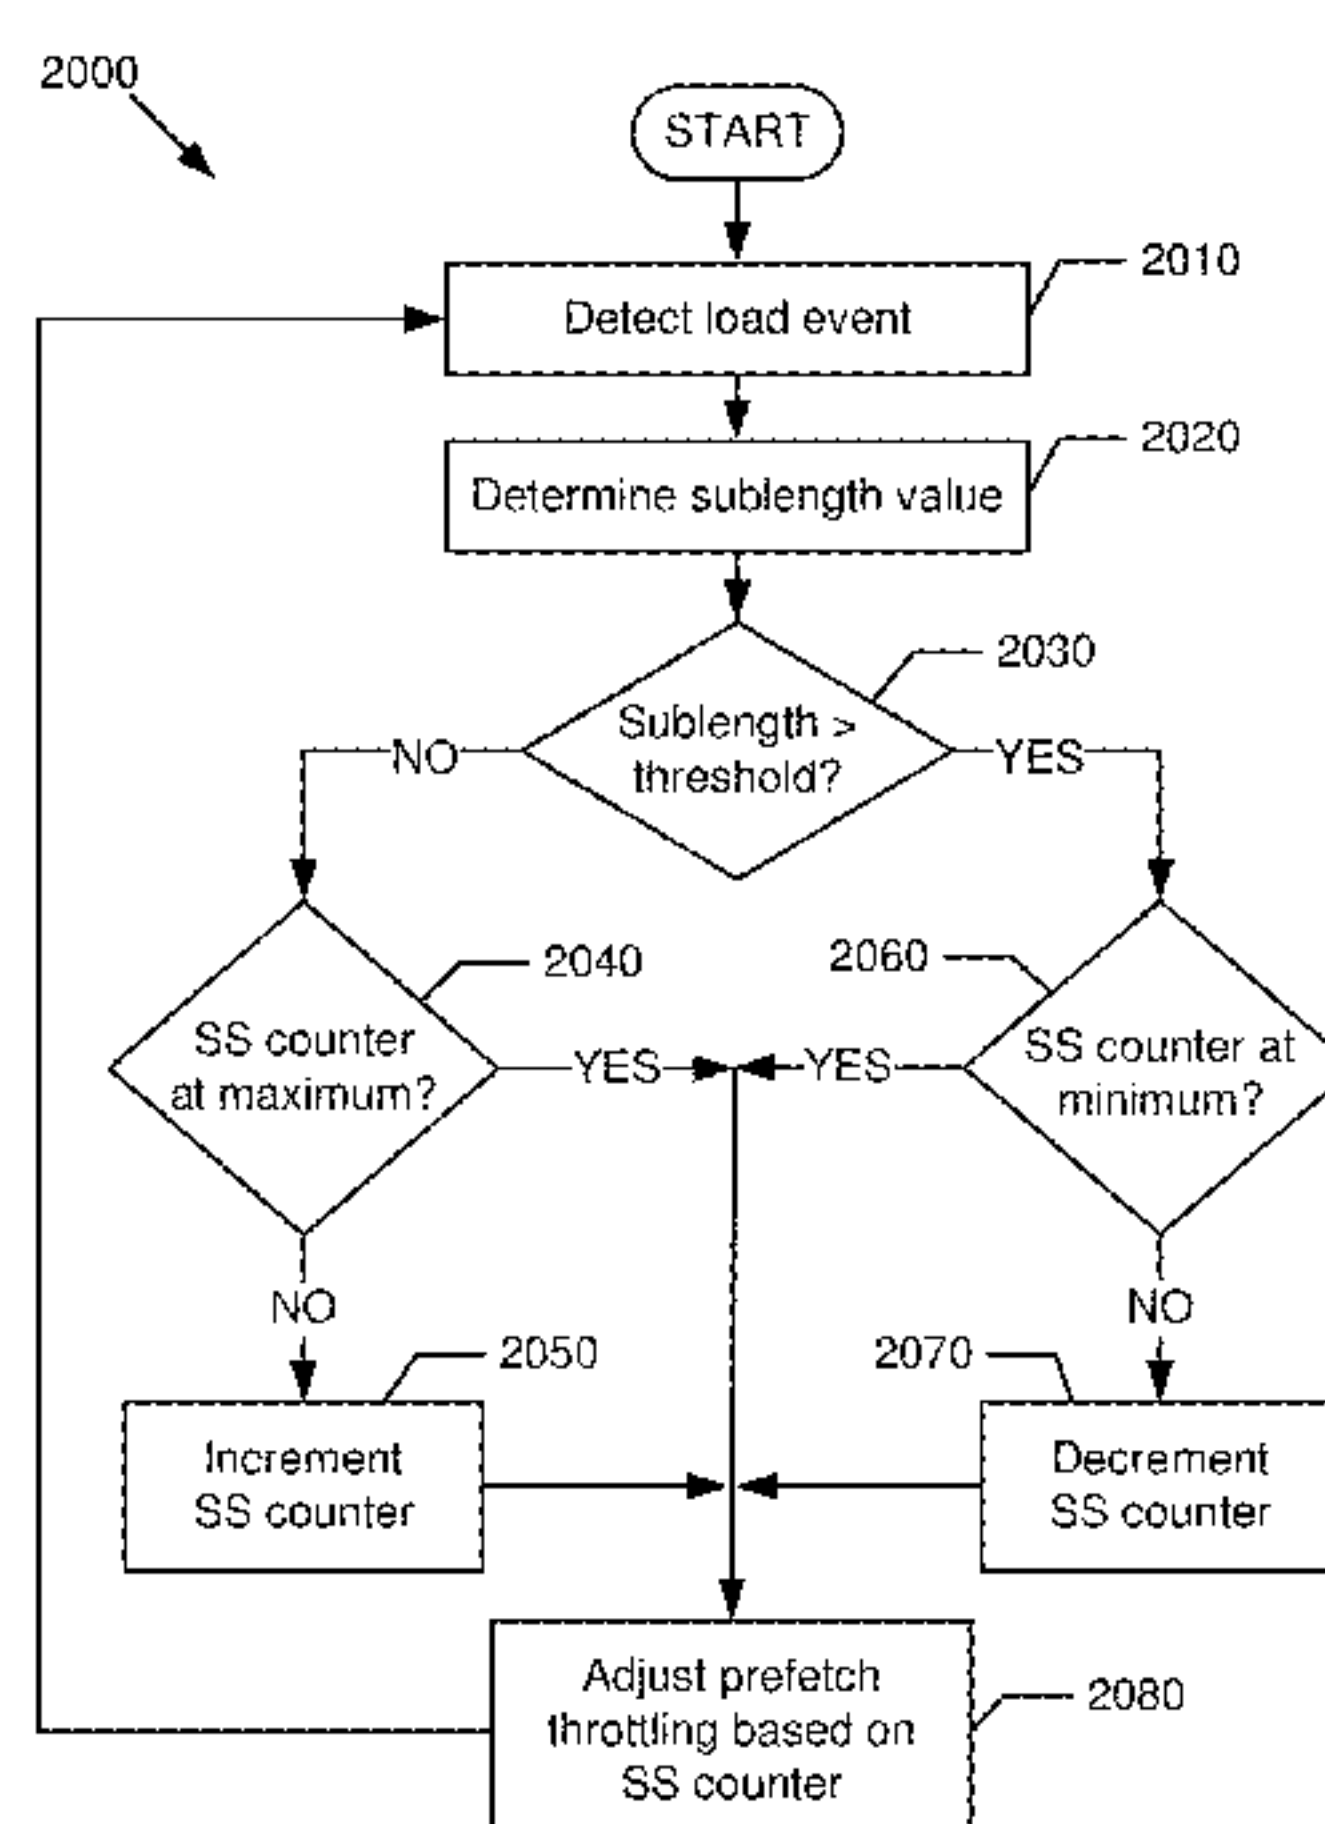 2000
START
2010
Detect load event
2020
Determine sublength value
2030
Sublength >
threshold?
NO
YES
2040
2060
SS counter
at maximum?
YES
YES
SS counter at
minimum?
NO
NO
2050
2070
Increment
SS counter
Decrement
SS counter
Adjust prefetch
throttling based on
SS counter
2080